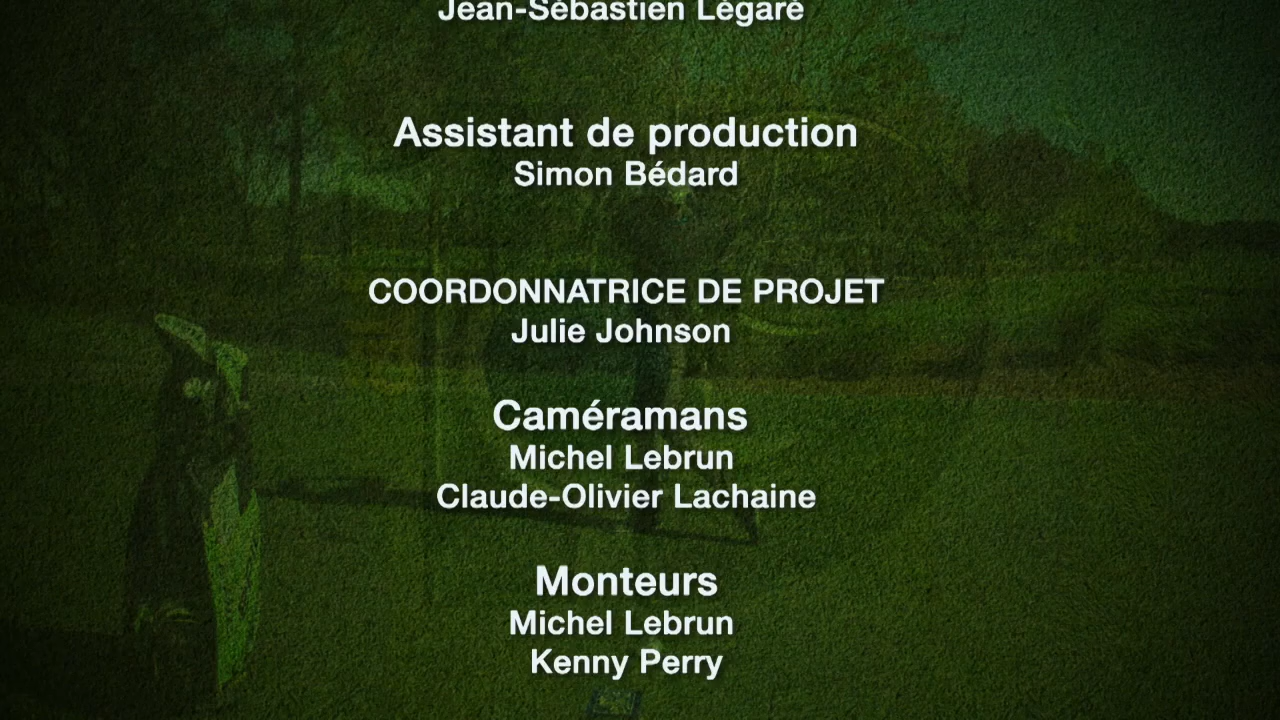 Jean-Sébastien Légaré
Assistant de production
Simon Bédard
COORDONNATRICE DE PROJET
Julie Johnson
Caméramans
Michel Lebrun
Claude-Olivier Lachaine
Monteurs
Michel Lebrun
Kenny Perry